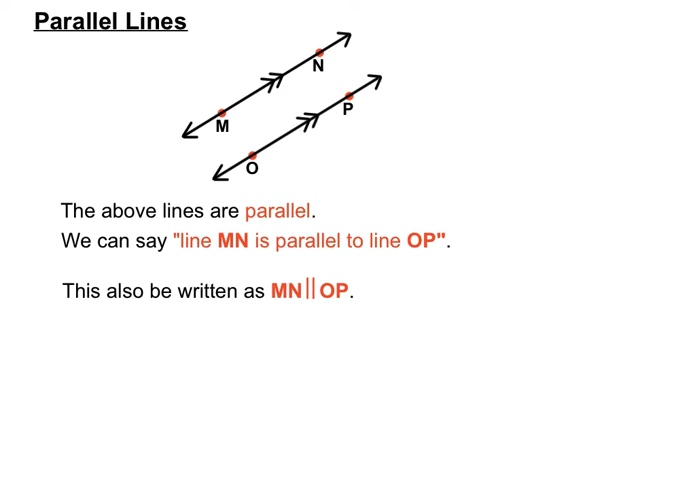 Parallel Lines
N
M
P
O
The above lines are parallel.
We can say "line MN is parallel to line OP".
This also be written as MN||OP.